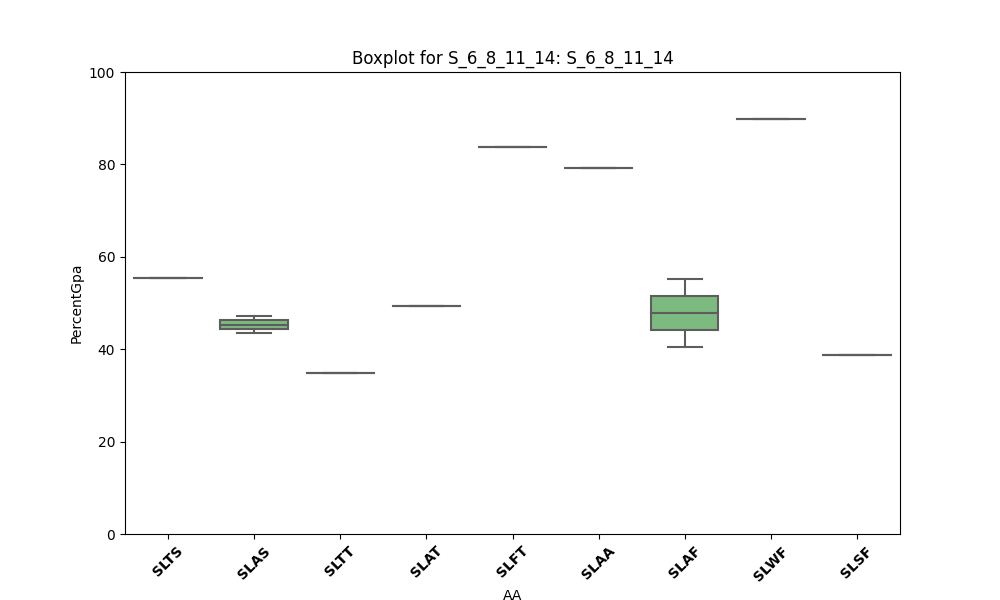 Boxplot for S_6_8_11_14: S_6_8_11_14
100
80
60
40
20
0
PercentGpa
SLTS
SLAS
SLTT
SLAT
SLFT
SLAA
SLAF
SLWF
SLSF
AA